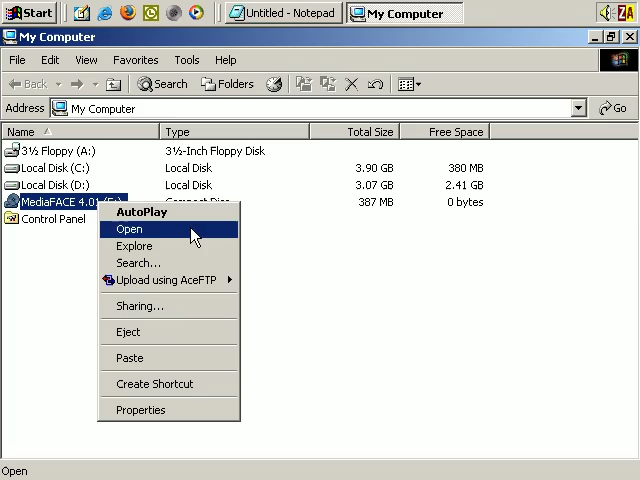 Start Untitled - Notepad My Computer ZA
My Computer
File Edit View Favorites Tools Help
Back Search Folders
Address My Computer Go
Name Type Total Size Free Space
3½ Floppy (A:) 3½-Inch Floppy Disk
Local Disk (C:) Local Disk 3.90 GB 380 MB
Local Disk (D:) Local Disk 3.07 GB 2.41 GB
MediaFACE 4.01 Compact Disc 387 MB 0 bytes
Control Panel
AutoPlay
Open
Explore
Search...
Upload using AceFTP
Sharing...
Eject
Paste
Create Shortcut
Properties
Open